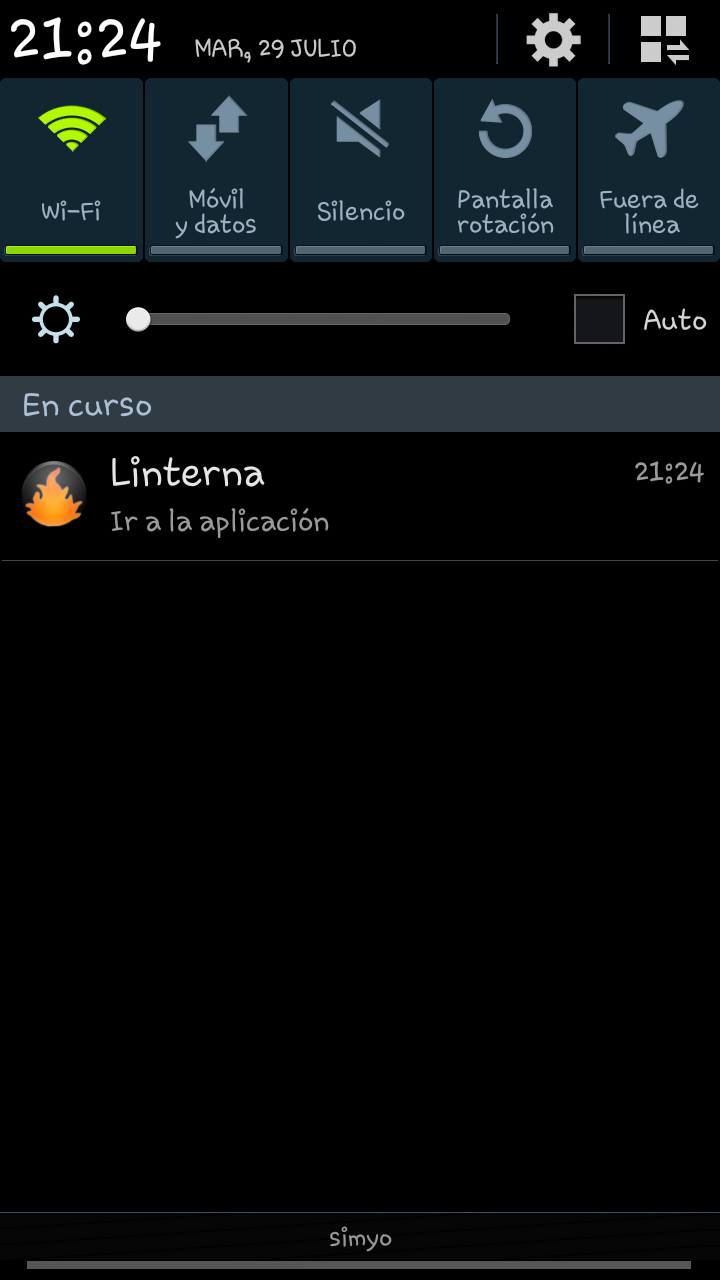 21:24 MAR, 29 JULIO
Wi-Fi
Móvil
y datos
Silencio
Pantalla
rotación
Fuera de
línea
Auto
En curso
Linterna 21:24
Ir a la aplicación
simyo